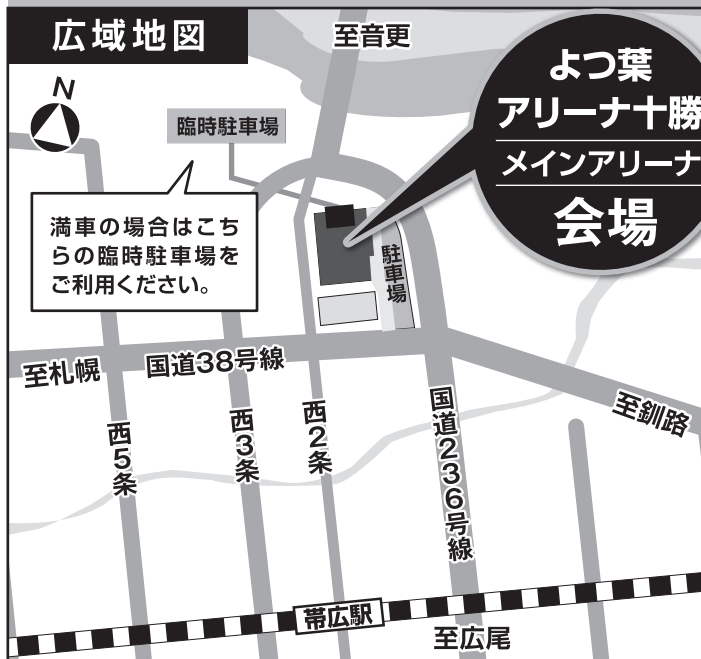 広域地図
至音更
N
よつ葉
アリーナ十勝
メインアリーナ
会場
臨時駐車場
満車の場合はこち
らの臨時駐車場を
ご利用ください。
駐車場
至札幌
国道38号線
至釧路
西5条
西3条
西2条
国道236号線
帯広駅
至広尾